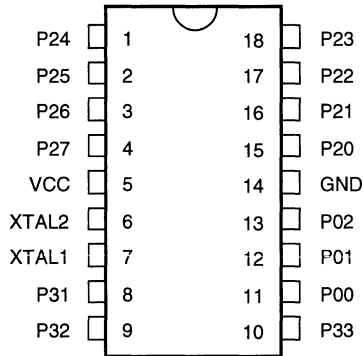 P24 1 18 P23
P25 2 17 P22
P26 3 16 P21
P27 4 15 P20
VCC 5 14 GND
XTAL2 6 13 P02
XTAL1 7 12 P01
P31 8 11 P00
P32 9 10 P33